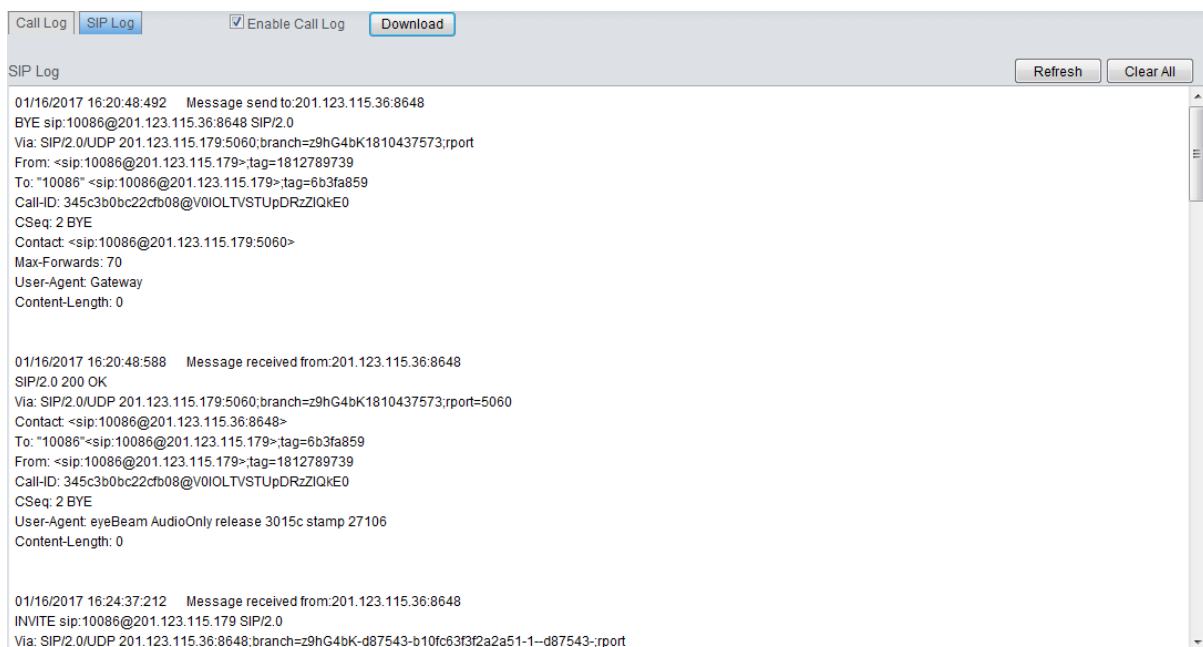 Call Log SIP Log Enable Call Log Download
SIP Log Refresh Clear All
01/16/2017 16:20:48:492 Message send to:201.123.115.36:8648
BYE sip:10086@201.123.115.36:8648 SIP/2.0
Via: SIP/2.0/UDP 201.123.115.179:5060;branch=z9hG4bK1810437573;rport
From: <sip:10086@201.123.115.179>;tag=1812789739
To: "10086" <sip:10086@201.123.115.179>;tag=6b3fa859
Call-ID: 345c3b0bc22cfb08@V0lOLTVSTUpDRzZIQkE0
CSeq: 2 BYE
Contact: <sip:10086@201.123.115.179:5060>
Max-Forwards: 70
User-Agent: Gateway
Content-Length: 0
01/16/2017 16:20:48:588 Message received from:201.123.115.36:8648
SIP/2.0 200 OK
Via: SIP/2.0/UDP 201.123.115.179:5060;branch=z9hG4bK1810437573;rport=5060
Contact: <sip:10086@201.123.115.36:8648>
To: "10086"<sip:10086@201.123.115.179>;tag=6b3fa859
From: <sip:10086@201.123.115.179>;tag=1812789739
Call-ID: 345c3b0bc22cfb08@V0lOLTVSTUpDRzZIQkE0
CSeq: 2 BYE
User-Agent: eyeBeam AudioOnly release 3015c stamp 27106
Content-Length: 0
01/16/2017 16:24:37:212 Message received from:201.123.115.36:8648
INVITE sip:10086@201.123.115.179 SIP/2.0
Via: SIP/2.0/UDP 201.123.115.36:8648;branch=z9hG4bK-d87543-b10fc63f3f2a2a51-1--d87543-;rport